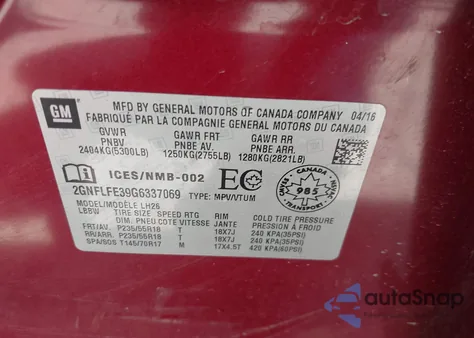 GM
MFD BY GENERAL MOTORS OF CANADA COMPANY 04/16
FABRIQUÉ PAR LA COMPAGNIE GENERAL MOTORS DU CANADA
GVWR GAWR FRT GAWR RR
PNBV PNBE AV. PNBE ARR.
2404KG(5300LB) 1250KG(2755LB) 1280KG(2821LB)
ICES/NMB-002 EC 985
2GNFLFE39G6337069 TYPE: MPV/VTUM
MODEL/MODÈLE LH26
LBBW TIRE SIZE SPEED RTG RIM COLD TIRE PRESSURE
DIM. PNEU COTE VITESSE JANTE PRESSION À FROID
FRT/AV. P235/55R18 T 18X7J 240 KPA(35PSI)
RR/ARR. P235/55R18 T 18X7J 240 KPA(35PSI)
SPA/SOS T145/70R17 M 17X4.5T 420 KPA(60PSI)
autoSnap